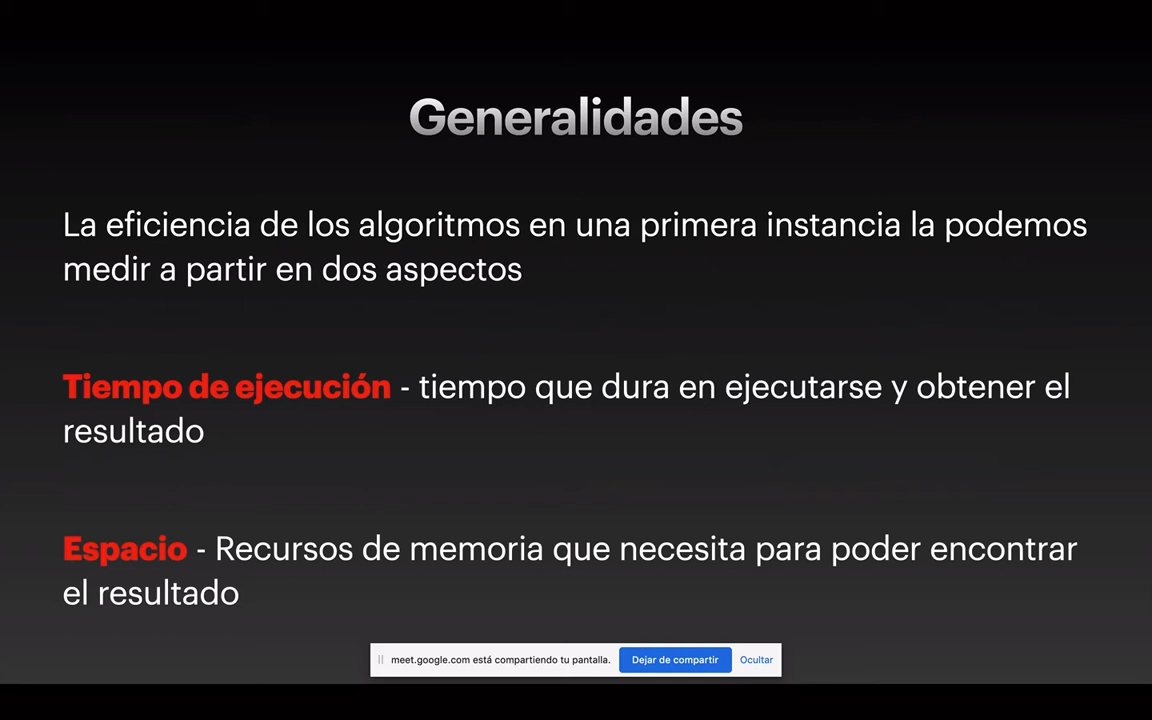 Generalidades
La eficiencia de los algoritmos en una primera instancia la podemos
medir a partir en dos aspectos
Tiempo de ejecución - tiempo que dura en ejecutarse y obtener el
resultado
Espacio - Recursos de memoria que necesita para poder encontrar
el resultado
meet.google.com está compartiendo tu pantalla. Dejar de compartir Ocultar